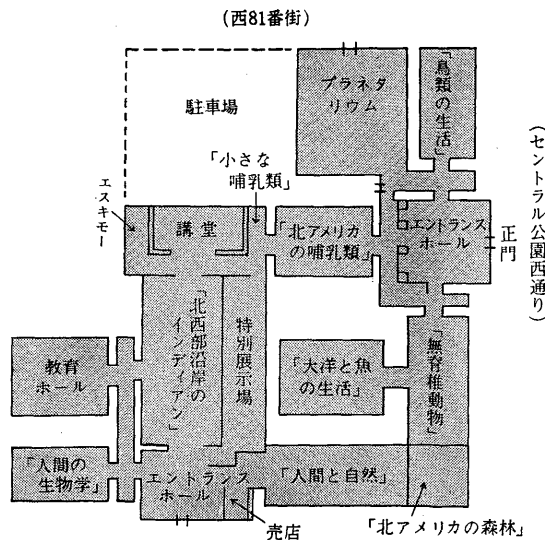 (西81番街)
プラネタ
リウム
「鳥類の生活」
駐車場
(セントラル公園西通り)
「小さな
哺乳類」
エスキモー
講堂
「北アメリカ
の哺乳類」
エントランス
ホール
正門
「北西部沿岸の
インディアン」
特別展示場
「無脊椎動物」
教育
ホール
「大洋と魚
の生活」
「人間の
生物学」
エントランス
ホール
「人間と自然」
売店
「北アメリカの森林」